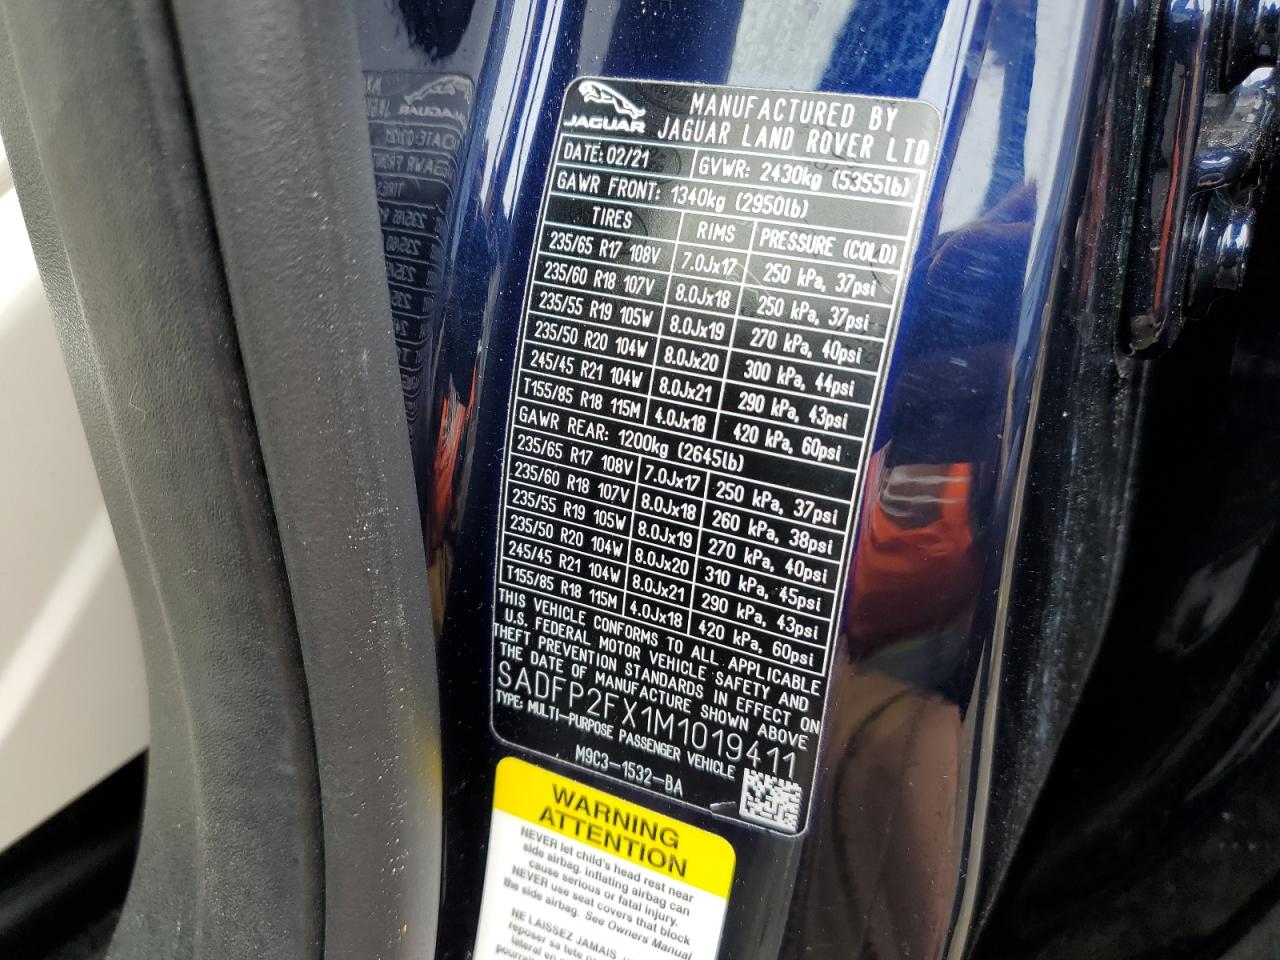 JAGUAR
MANUFACTURED BY
JAGUAR LAND ROVER LTD
DATE: 02/21 GVWR: 2430kg (5355lb)
GAWR FRONT: 1340kg (2950lb)
TIRES RIMS PRESSURE (COLD)
235/65 R17 108V 7.0Jx17 250 kPa, 37psi
235/60 R18 107V 8.0Jx18 250 kPa, 37psi
235/55 R19 105W 8.0Jx19 270 kPa, 40psi
235/50 R20 104W 8.0Jx20 300 kPa, 44psi
245/45 R21 104W 8.0Jx21 290 kPa, 43psi
T155/85 R18 115M 4.0Jx18 420 kPa, 60psi
GAWR REAR: 1200kg (2645lb)
235/65 R17 108V 7.0Jx17 250 kPa, 37psi
235/60 R18 107V 8.0Jx18 260 kPa, 38psi
235/55 R19 105W 8.0Jx19 270 kPa, 40psi
235/50 R20 104W 8.0Jx20 310 kPa, 45psi
245/45 R21 104W 8.0Jx21 290 kPa, 43psi
T155/85 R18 115M 4.0Jx18 420 kPa, 60psi
THIS VEHICLE CONFORMS TO ALL APPLICABLE
U.S. FEDERAL MOTOR VEHICLE SAFETY AND
THEFT PREVENTION STANDARDS IN EFFECT ON
THE DATE OF MANUFACTURE SHOWN ABOVE
SADFP2FX1M1019411
TYPE: MULTI-PURPOSE PASSENGER VEHICLE
M9C3-1532-BA
WARNING
ATTENTION
NEVER let child's head rest near
side airbag. inflating airbag can
cause serious or fatal injury.
NEVER use seat covers that block
the side airbag. See Owners' Manual
NE LAISSEZ JAMAIS
reposer sa tete
lateral en